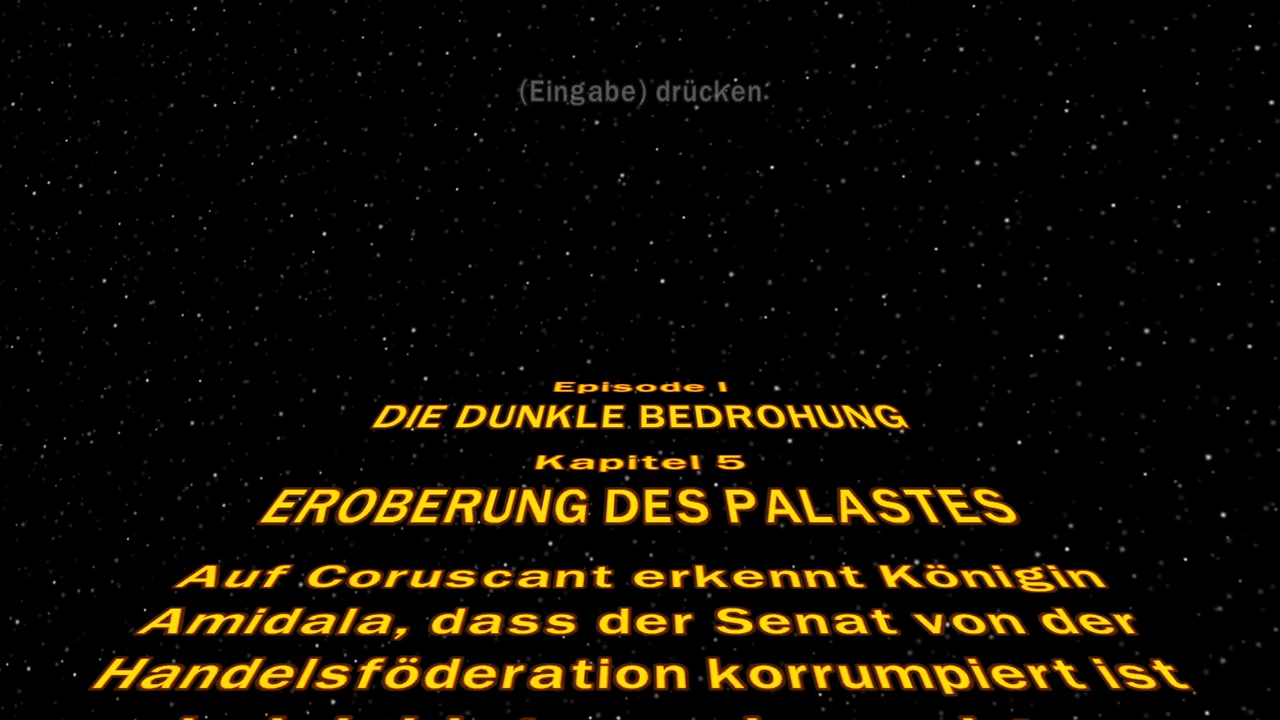 (Eingabe) drücken:
Episode I
DIE DUNKLE BEDROHUNG
Kapitel 5
EROBERUNG DES PALASTES
Auf Coruscant erkennt Königin
Amidala, dass der Senat von der
Handelsföderation korrumpiert ist